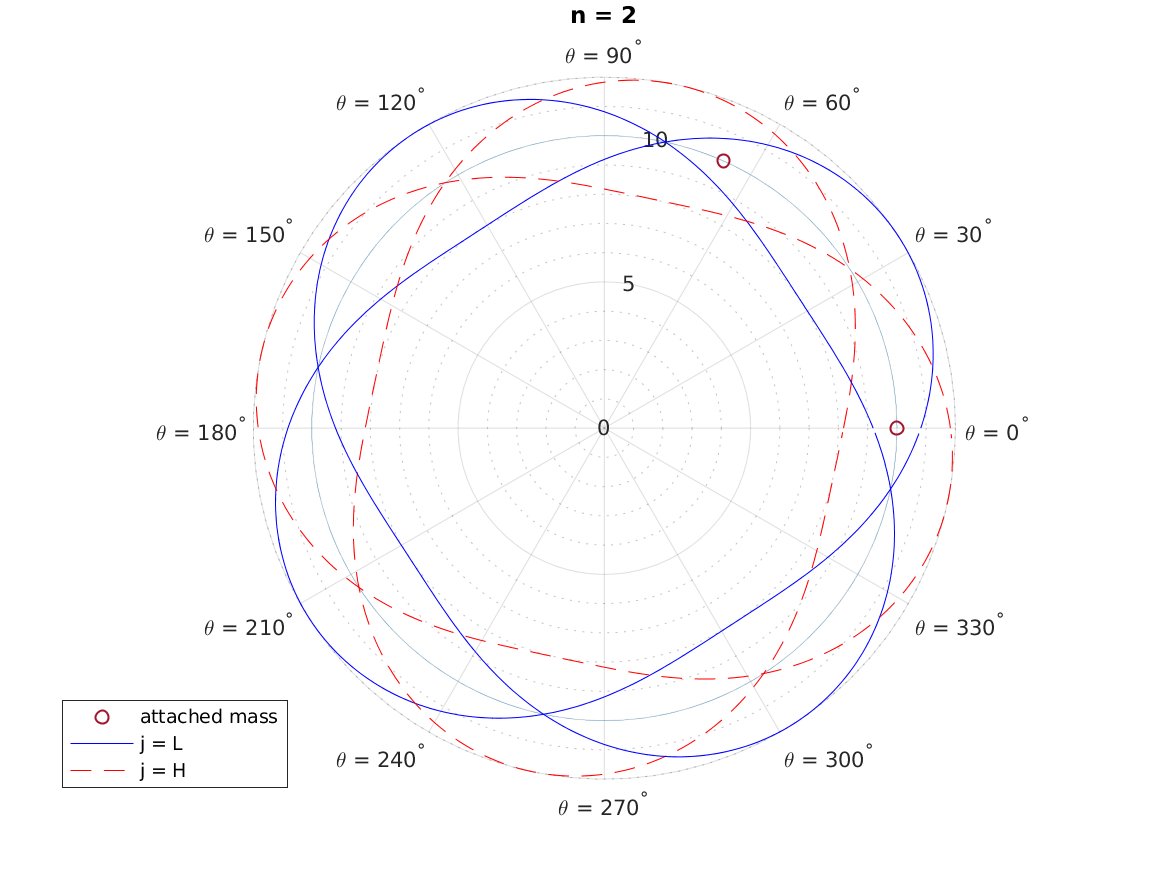 n = 2
θ = 90°
θ = 120°
θ = 60°
10
θ = 150°
θ = 30°
5
θ = 180°
0
θ = 0°
θ = 210°
θ = 330°
attached mass
j = L
j = H
θ = 240°
θ = 300°
θ = 270°